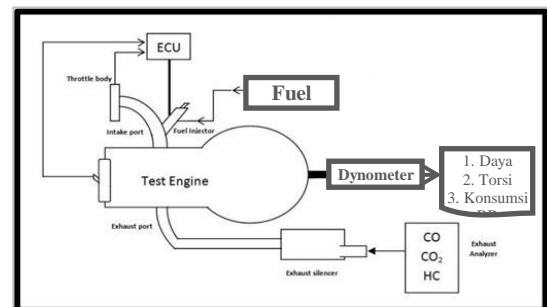 ECU
Throttle body
Fuel
Intake port
Fuel Injector
Test Engine
Dynometer
1. Daya
2. Torsi
3. Konsumsi
Exhaust port
Exhaust silencer
CO
CO₂
HC
Exhaust
Analyzer